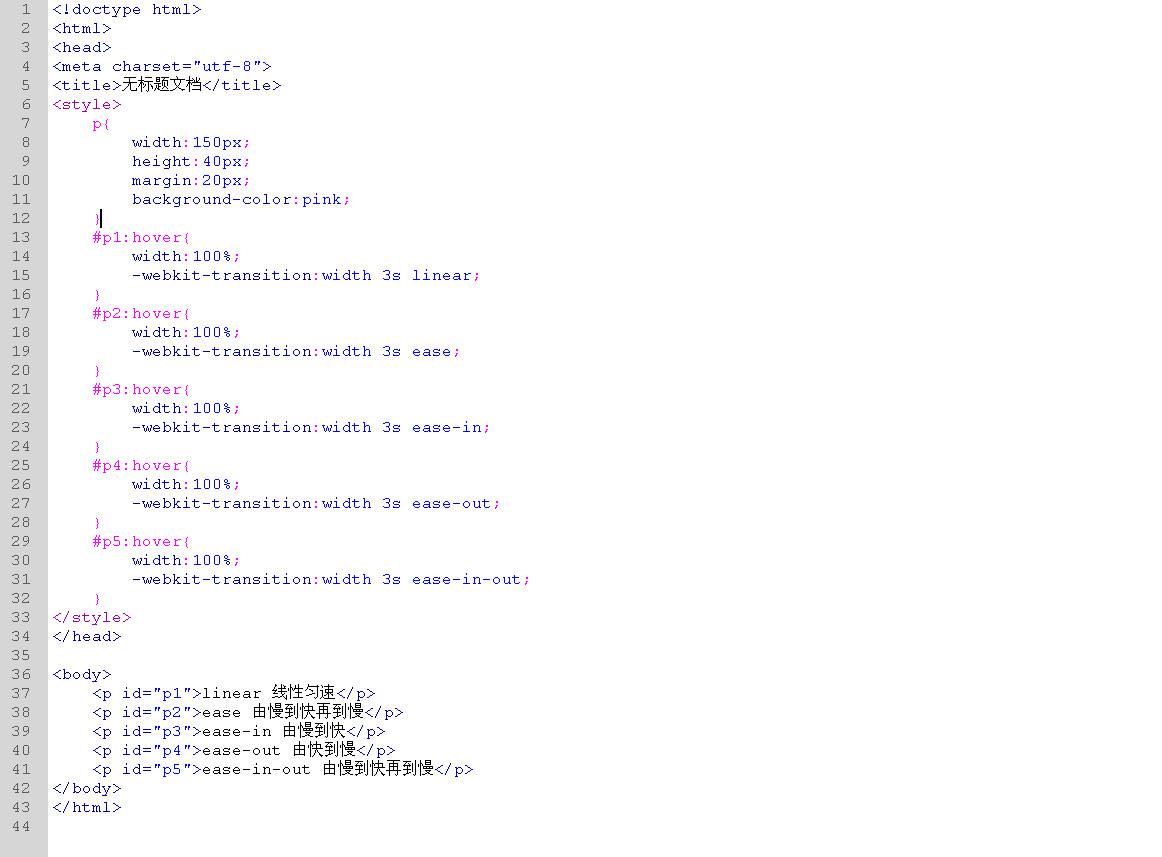 1 <!doctype html>
2 <html>
3 <head>
4 <meta charset="utf-8">
5 <title>无标题文档</title>
6 <style>
7     p{
8         width:150px;
9         height:40px;
10         margin:20px;
11         background-color:pink;
12     }
13     #p1:hover{
14         width:100%;
15         -webkit-transition:width 3s linear;
16     }
17     #p2:hover{
18         width:100%;
19         -webkit-transition:width 3s ease;
20     }
21     #p3:hover{
22         width:100%;
23         -webkit-transition:width 3s ease-in;
24     }
25     #p4:hover{
26         width:100%;
27         -webkit-transition:width 3s ease-out;
28     }
29     #p5:hover{
30         width:100%;
31         -webkit-transition:width 3s ease-in-out;
32     }
33 </style>
34 </head>
35
36 <body>
37     <p id="p1">linear 线性匀速</p>
38     <p id="p2">ease 由慢到快再到慢</p>
39     <p id="p3">ease-in 由慢到快</p>
40     <p id="p4">ease-out 由快到慢</p>
41     <p id="p5">ease-in-out 由慢到快再到慢</p>
42 </body>
43 </html>
44